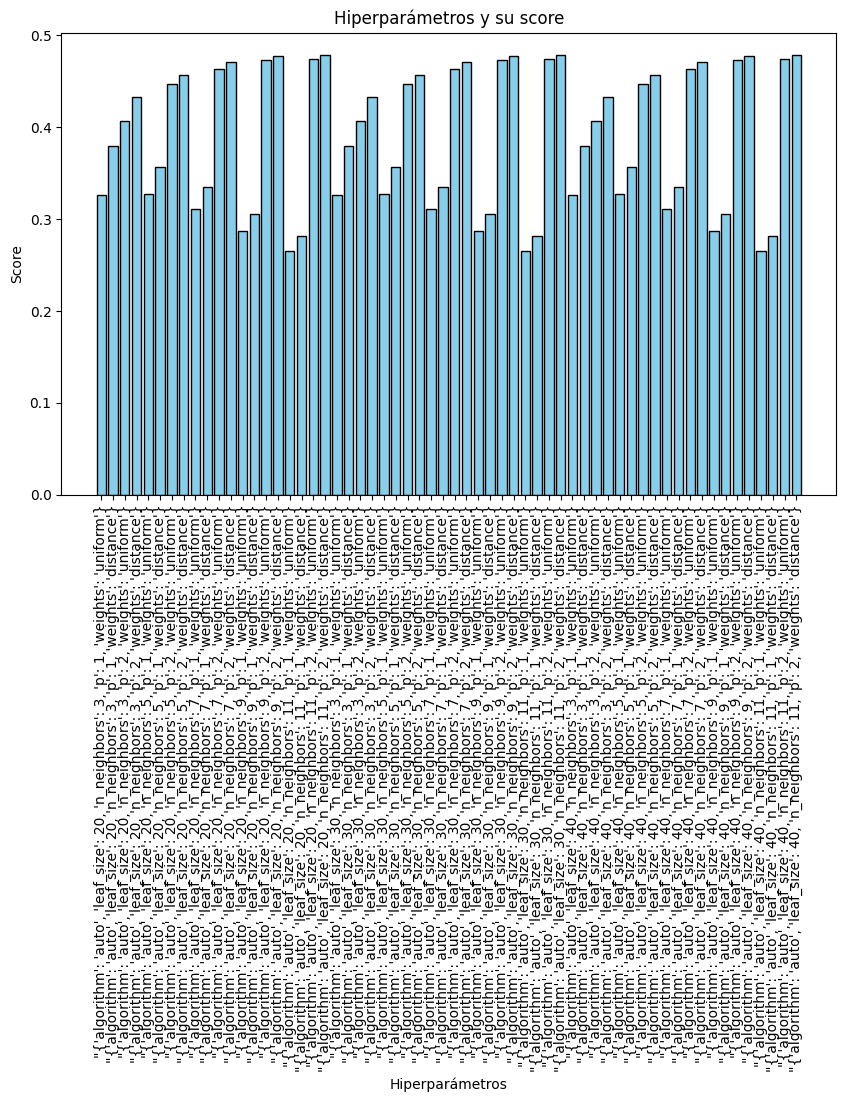 Hiperparámetros y su score
Score
0.5
0.4
0.3
0.2
0.1
0.0
"{'algorithm': 'auto', 'leaf_size': 20, 'n_neighbors': 3, 'p': 1, 'weights': 'uniform'}
"{'algorithm': 'auto', 'leaf_size': 20, 'n_neighbors': 3, 'p': 1, 'weights': 'distance'}
"{'algorithm': 'auto', 'leaf_size': 20, 'n_neighbors': 3, 'p': 2, 'weights': 'uniform'}
"{'algorithm': 'auto', 'leaf_size': 20, 'n_neighbors': 3, 'p': 2, 'weights': 'distance'}
"{'algorithm': 'auto', 'leaf_size': 20, 'n_neighbors': 5, 'p': 1, 'weights': 'uniform'}
"{'algorithm': 'auto', 'leaf_size': 20, 'n_neighbors': 5, 'p': 1, 'weights': 'distance'}
"{'algorithm': 'auto', 'leaf_size': 20, 'n_neighbors': 5, 'p': 2, 'weights': 'uniform'}
"{'algorithm': 'auto', 'leaf_size': 20, 'n_neighbors': 5, 'p': 2, 'weights': 'distance'}
"{'algorithm': 'auto', 'leaf_size': 20, 'n_neighbors': 7, 'p': 1, 'weights': 'uniform'}
"{'algorithm': 'auto', 'leaf_size': 20, 'n_neighbors': 7, 'p': 1, 'weights': 'distance'}
"{'algorithm': 'auto', 'leaf_size': 20, 'n_neighbors': 7, 'p': 2, 'weights': 'uniform'}
"{'algorithm': 'auto', 'leaf_size': 20, 'n_neighbors': 7, 'p': 2, 'weights': 'distance'}
"{'algorithm': 'auto', 'leaf_size': 20, 'n_neighbors': 9, 'p': 1, 'weights': 'uniform'}
"{'algorithm': 'auto', 'leaf_size': 20, 'n_neighbors': 9, 'p': 1, 'weights': 'distance'}
"{'algorithm': 'auto', 'leaf_size': 20, 'n_neighbors': 9, 'p': 2, 'weights': 'uniform'}
"{'algorithm': 'auto', 'leaf_size': 20, 'n_neighbors': 9, 'p': 2, 'weights': 'distance'}
"{'algorithm': 'auto', 'leaf_size': 20, 'n_neighbors': 11, 'p': 1, 'weights': 'uniform'}
"{'algorithm': 'auto', 'leaf_size': 20, 'n_neighbors': 11, 'p': 1, 'weights': 'distance'}
"{'algorithm': 'auto', 'leaf_size': 20, 'n_neighbors': 11, 'p': 2, 'weights': 'uniform'}
"{'algorithm': 'auto', 'leaf_size': 20, 'n_neighbors': 11, 'p': 2, 'weights': 'distance'}
"{'algorithm': 'auto', 'leaf_size': 30, 'n_neighbors': 3, 'p': 1, 'weights': 'uniform'}
"{'algorithm': 'auto', 'leaf_size': 30, 'n_neighbors': 3, 'p': 1, 'weights': 'distance'}
"{'algorithm': 'auto', 'leaf_size': 30, 'n_neighbors': 3, 'p': 2, 'weights': 'uniform'}
"{'algorithm': 'auto', 'leaf_size': 30, 'n_neighbors': 3, 'p': 2, 'weights': 'distance'}
"{'algorithm': 'auto', 'leaf_size': 30, 'n_neighbors': 5, 'p': 1, 'weights': 'uniform'}
"{'algorithm': 'auto', 'leaf_size': 30, 'n_neighbors': 5, 'p': 1, 'weights': 'distance'}
"{'algorithm': 'auto', 'leaf_size': 30, 'n_neighbors': 5, 'p': 2, 'weights': 'uniform'}
"{'algorithm': 'auto', 'leaf_size': 30, 'n_neighbors': 5, 'p': 2, 'weights': 'distance'}
"{'algorithm': 'auto', 'leaf_size': 30, 'n_neighbors': 7, 'p': 1, 'weights': 'uniform'}
"{'algorithm': 'auto', 'leaf_size': 30, 'n_neighbors': 7, 'p': 1, 'weights': 'distance'}
"{'algorithm': 'auto', 'leaf_size': 30, 'n_neighbors': 7, 'p': 2, 'weights': 'uniform'}
"{'algorithm': 'auto', 'leaf_size': 30, 'n_neighbors': 7, 'p': 2, 'weights': 'distance'}
"{'algorithm': 'auto', 'leaf_size': 30, 'n_neighbors': 9, 'p': 1, 'weights': 'uniform'}
"{'algorithm': 'auto', 'leaf_size': 30, 'n_neighbors': 9, 'p': 1, 'weights': 'distance'}
"{'algorithm': 'auto', 'leaf_size': 30, 'n_neighbors': 9, 'p': 2, 'weights': 'uniform'}
"{'algorithm': 'auto', 'leaf_size': 30, 'n_neighbors': 9, 'p': 2, 'weights': 'distance'}
"{'algorithm': 'auto', 'leaf_size': 30, 'n_neighbors': 11, 'p': 1, 'weights': 'uniform'}
"{'algorithm': 'auto', 'leaf_size': 30, 'n_neighbors': 11, 'p': 1, 'weights': 'distance'}
"{'algorithm': 'auto', 'leaf_size': 30, 'n_neighbors': 11, 'p': 2, 'weights': 'uniform'}
"{'algorithm': 'auto', 'leaf_size': 30, 'n_neighbors': 11, 'p': 2, 'weights': 'distance'}
"{'algorithm': 'auto', 'leaf_size': 40, 'n_neighbors': 3, 'p': 1, 'weights': 'uniform'}
"{'algorithm': 'auto', 'leaf_size': 40, 'n_neighbors': 3, 'p': 1, 'weights': 'distance'}
"{'algorithm': 'auto', 'leaf_size': 40, 'n_neighbors': 3, 'p': 2, 'weights': 'uniform'}
"{'algorithm': 'auto', 'leaf_size': 40, 'n_neighbors': 3, 'p': 2, 'weights': 'distance'}
"{'algorithm': 'auto', 'leaf_size': 40, 'n_neighbors': 5, 'p': 1, 'weights': 'uniform'}
"{'algorithm': 'auto', 'leaf_size': 40, 'n_neighbors': 5, 'p': 1, 'weights': 'distance'}
"{'algorithm': 'auto', 'leaf_size': 40, 'n_neighbors': 5, 'p': 2, 'weights': 'uniform'}
"{'algorithm': 'auto', 'leaf_size': 40, 'n_neighbors': 5, 'p': 2, 'weights': 'distance'}
"{'algorithm': 'auto', 'leaf_size': 40, 'n_neighbors': 7, 'p': 1, 'weights': 'uniform'}
"{'algorithm': 'auto', 'leaf_size': 40, 'n_neighbors': 7, 'p': 1, 'weights': 'distance'}
"{'algorithm': 'auto', 'leaf_size': 40, 'n_neighbors': 7, 'p': 2, 'weights': 'uniform'}
"{'algorithm': 'auto', 'leaf_size': 40, 'n_neighbors': 7, 'p': 2, 'weights': 'distance'}
"{'algorithm': 'auto', 'leaf_size': 40, 'n_neighbors': 9, 'p': 1, 'weights': 'uniform'}
"{'algorithm': 'auto', 'leaf_size': 40, 'n_neighbors': 9, 'p': 1, 'weights': 'distance'}
"{'algorithm': 'auto', 'leaf_size': 40, 'n_neighbors': 9, 'p': 2, 'weights': 'uniform'}
"{'algorithm': 'auto', 'leaf_size': 40, 'n_neighbors': 9, 'p': 2, 'weights': 'distance'}
"{'algorithm': 'auto', 'leaf_size': 40, 'n_neighbors': 11, 'p': 1, 'weights': 'uniform'}
"{'algorithm': 'auto', 'leaf_size': 40, 'n_neighbors': 11, 'p': 1, 'weights': 'distance'}
"{'algorithm': 'auto', 'leaf_size': 40, 'n_neighbors': 11, 'p': 2, 'weights': 'uniform'}
"{'algorithm': 'auto', 'leaf_size': 40, 'n_neighbors': 11, 'p': 2, 'weights': 'distance'}
Hiperparámetros